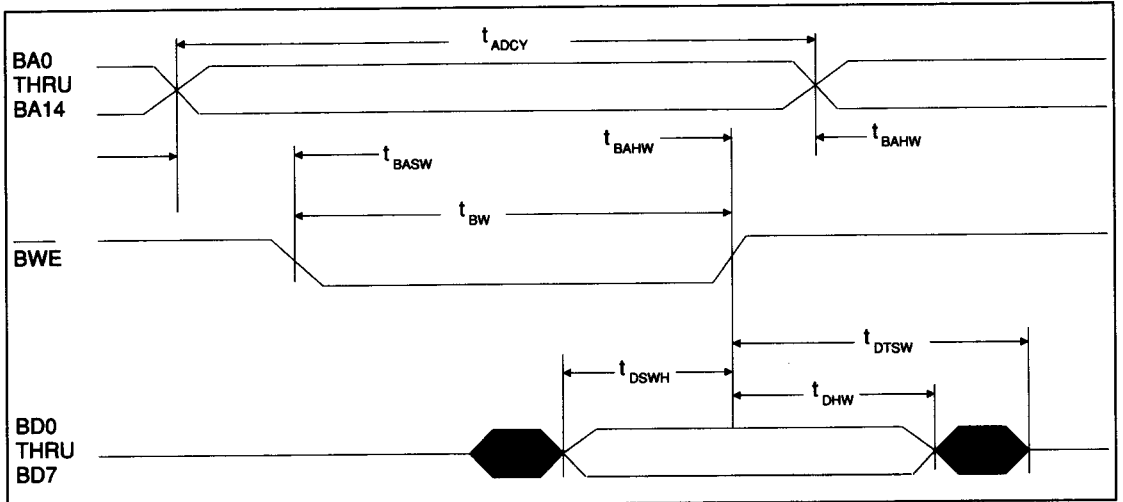 t ADCY
BA0
THRU
BA14
t BASW
t BAHW
t BAHW
t BW
BWE
t DTSW
t DSWH
t DHW
BD0
THRU
BD7